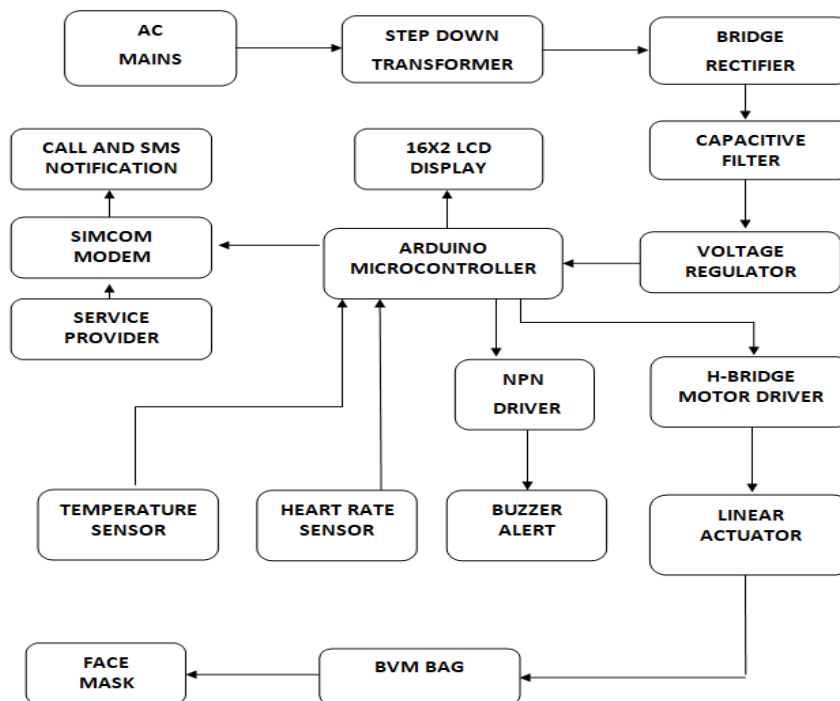 AC
MAINS
STEP DOWN
TRANSFORMER
BRIDGE
RECTIFIER
CALL AND SMS
NOTIFICATION
16X2 LCD
DISPLAY
CAPACITIVE
FILTER
SIMCOM
MODEM
ARDUINO
MICROCONTROLLER
VOLTAGE
REGULATOR
SERVICE
PROVIDER
NPN
DRIVER
H-BRIDGE
MOTOR DRIVER
TEMPERATURE
SENSOR
HEART RATE
SENSOR
BUZZER
ALERT
LINEAR
ACTUATOR
FACE
MASK
BVM BAG